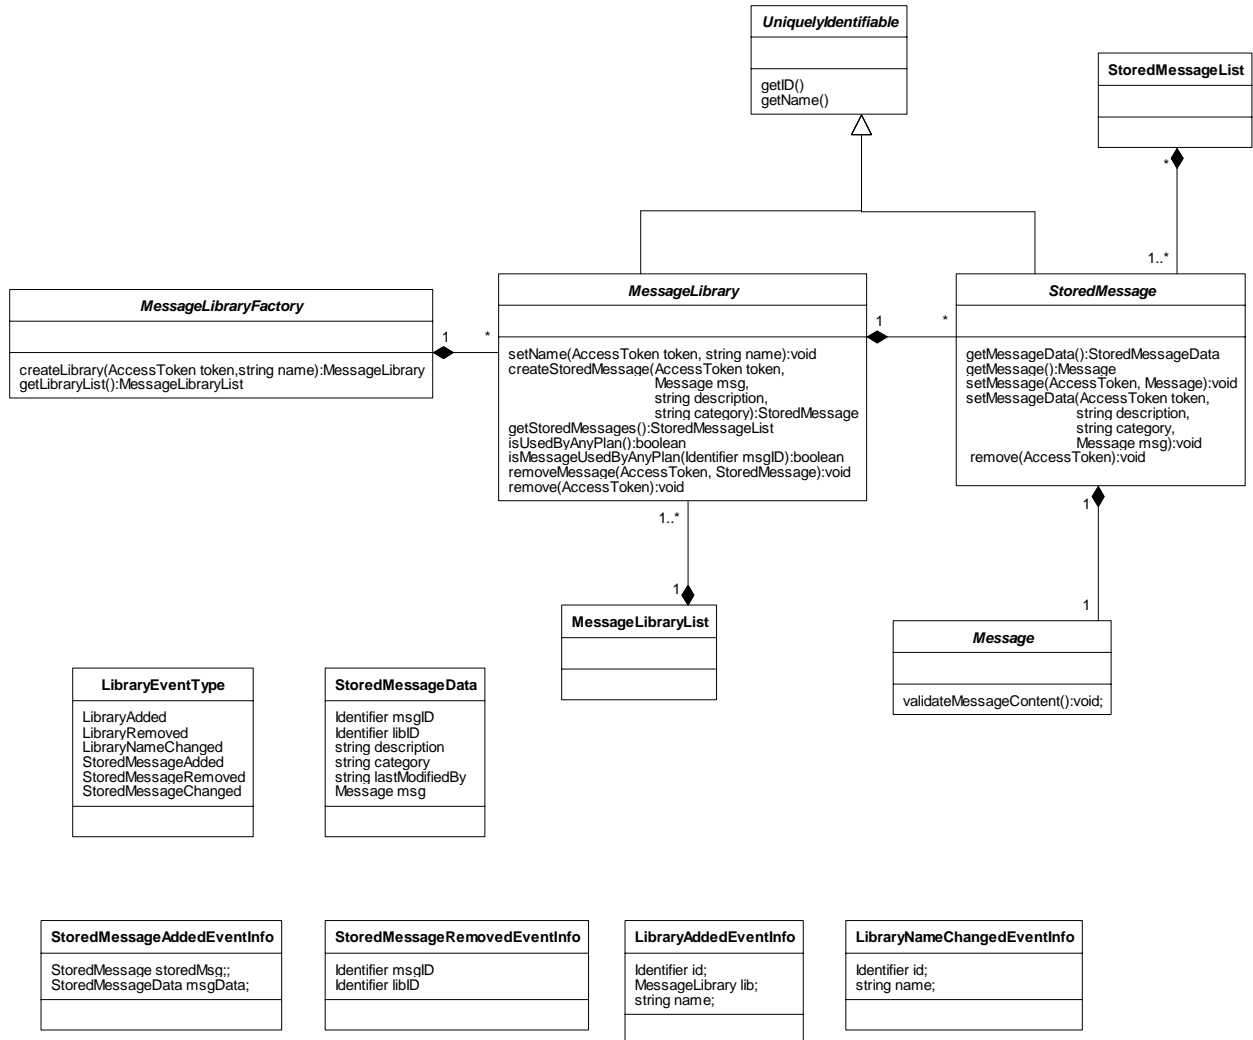 UniquelyIdentifiable
getID()
getName()
StoredMessageList
*
1..*
MessageLibraryFactory
createLibrary(AccessToken token,string name):MessageLibrary
getLibraryList():MessageLibraryList
1
*
MessageLibrary
setName(AccessToken token, string name):void
createStoredMessage(AccessToken token,
Message msg,
string description,
string category):StoredMessage
getStoredMessages():StoredMessageList
isUsedByAnyPlan():boolean
isMessageUsedByAnyPlan(Identifier msgID):boolean
removeMessage(AccessToken, StoredMessage):void
remove(AccessToken):void
1
*
StoredMessage
getMessageData():StoredMessageData
getMessage():Message
setMessage(AccessToken, Message):void
setMessageData(AccessToken token,
string description,
string category,
Message msg):void
remove(AccessToken):void
1..*
1
MessageLibraryList
1
1
Message
validateMessageContent():void;
LibraryEventType
LibraryAdded
LibraryRemoved
LibraryNameChanged
StoredMessageAdded
StoredMessageRemoved
StoredMessageChanged
StoredMessageData
Identifier msgID
Identifier libID
string description
string category
string lastModifiedBy
Message msg
StoredMessageAddedEventInfo
StoredMessage storedMsg;;
StoredMessageData msgData;
StoredMessageRemovedEventInfo
Identifier msgID
Identifier libID
LibraryAddedEventInfo
Identifier id;
MessageLibrary lib;
string name;
LibraryNameChangedEventInfo
Identifier id;
string name;